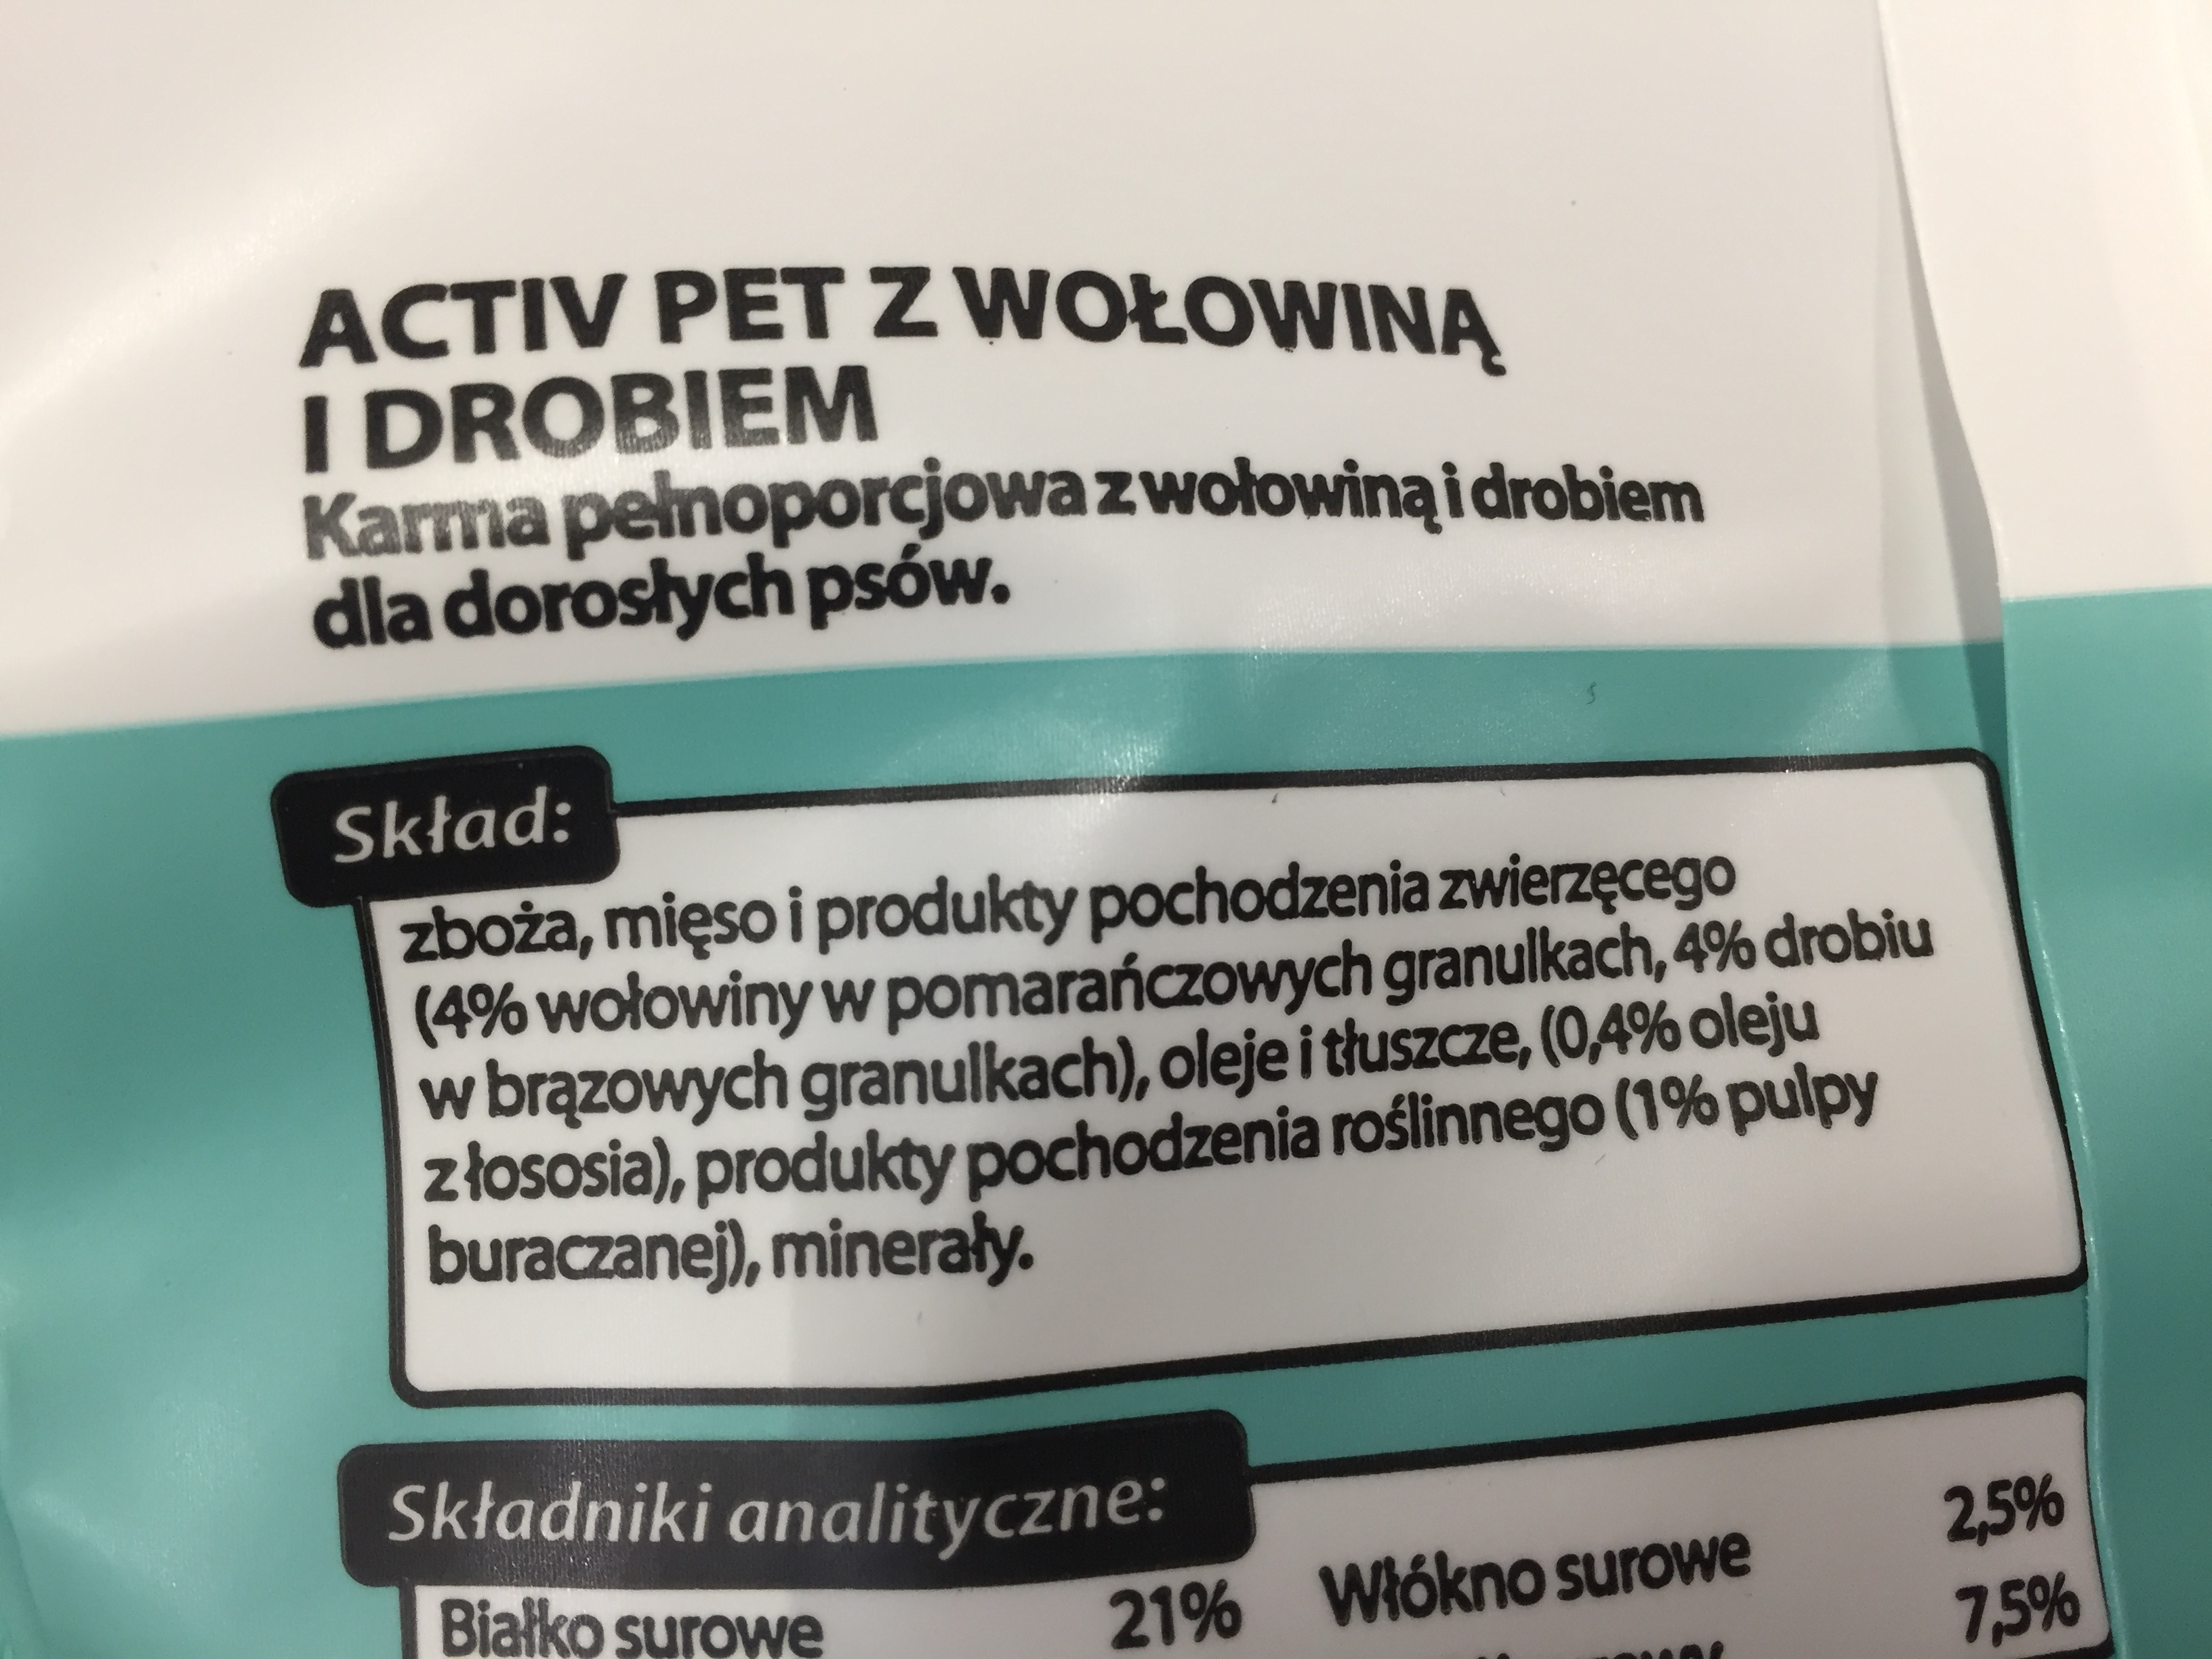 ACTIV PET Z WOŁOWINĄ
I DROBIEM
Karma pełnoporcjowa z wołowiną i drobiem
dla dorosłych psów.
Skład:
zboża, mięso i produkty pochodzenia zwierzęcego
(4% wołowiny w pomarańczowych granulkach, 4% drobiu
w brązowych granulkach), oleje i tłuszcze, (0,4% oleju
z łososia), produkty pochodzenia roślinnego (1% pulpy
buraczanej), minerały.
Składniki analityczne:
Białko surowe 21% Włókno surowe 2,5%
7,5%